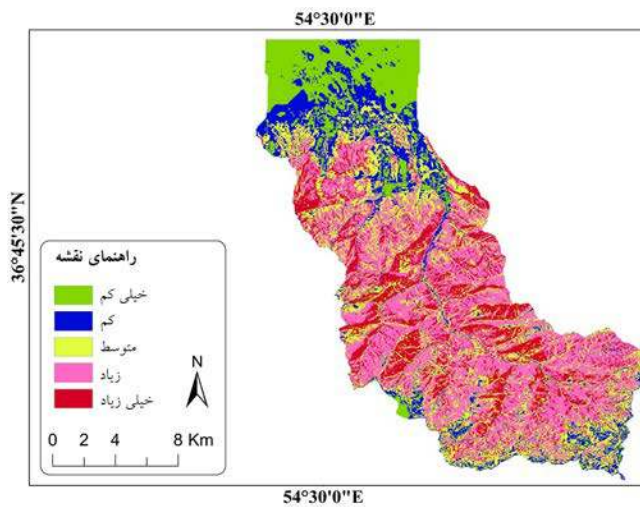 54°30'0"E
36°45'30"N
راهنمای نقشه
خیلی کم
کم
متوسط
زیاد
خیلی زیاد
N
0 2 4 8 Km
54°30'0"E